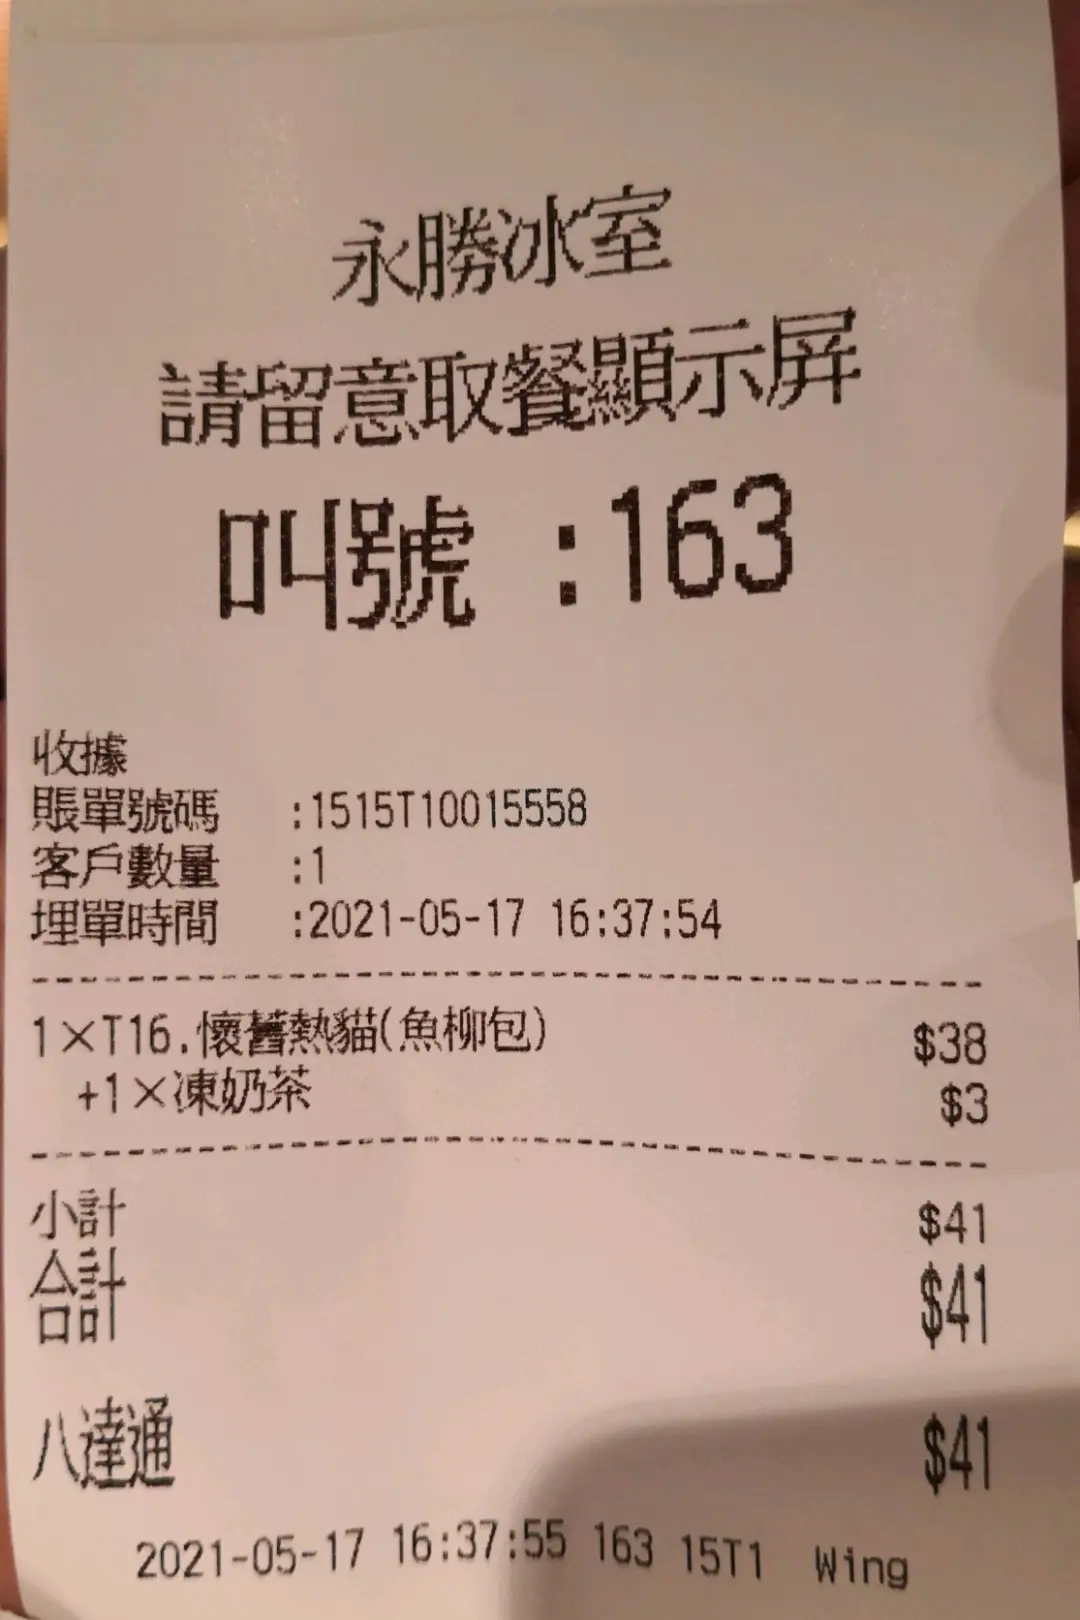 永勝冰室
請留意取餐顯示屏
叫號 :163
收據
賬單號碼 :1515T10015558
客戶數量 :1
埋單時間 :2021-05-17 16:37:54
1×T16.懷舊熱貓(魚柳包) $38
+1×凍奶茶 $3
小計 $41
合計 $41
八達通 $41
2021-05-17 16:37:55 163 15T1 Wing